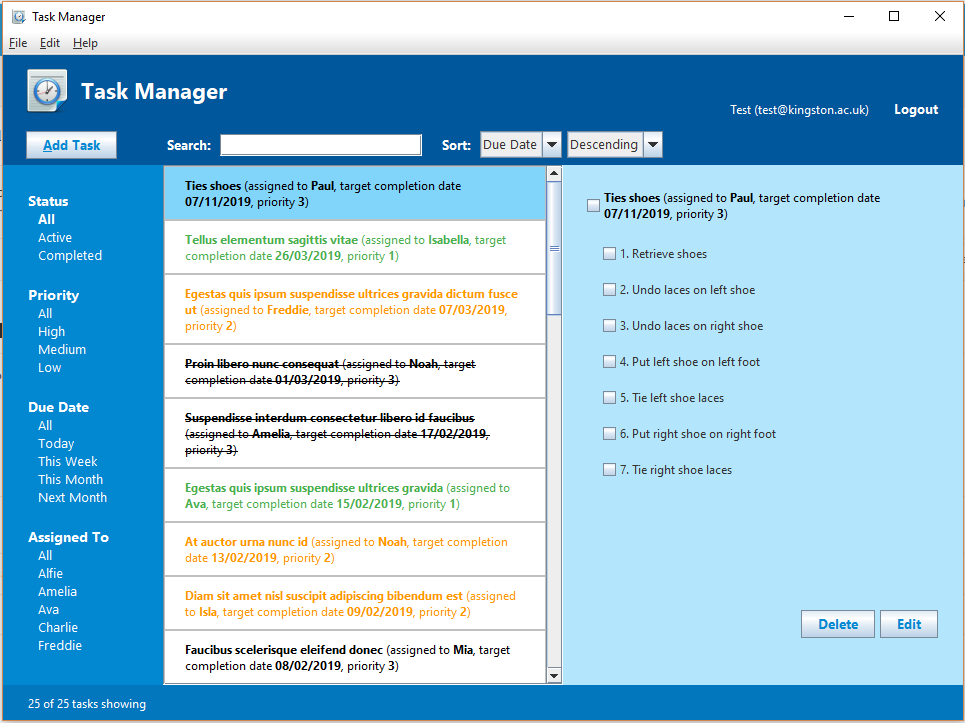 Task Manager
File Edit Help
Task Manager
Test (test@kingston.ac.uk) Logout
Add Task Search: Sort: Due Date Descending
Status
All
Active
Completed
Priority
All
High
Medium
Low
Due Date
All
Today
This Week
This Month
Next Month
Assigned To
All
Alfie
Amelia
Ava
Charlie
Freddie
Ties shoes (assigned to Paul, target completion date
07/11/2019, priority 3)
Tellus elementum sagittis vitae (assigned to Isabella, target
completion date 26/03/2019, priority 1)
Egestas quis ipsum suspendisse ultrices gravida dictum fusce
ut (assigned to Freddie, target completion date 07/03/2019,
priority 2)
Proin libero nunc consequat (assigned to Noah, target
completion date 01/03/2019, priority 3)
Suspendisse interdum consectetur libero id faucibus
(assigned to Amelia, target completion date 17/02/2019,
priority 3)
Egestas quis ipsum suspendisse ultrices gravida (assigned to
Ava, target completion date 15/02/2019, priority 1)
At auctor urna nunc id (assigned to Noah, target completion
date 13/02/2019, priority 2)
Diam sit amet nisl suscipit adipiscing bibendum est (assigned
to Isla, target completion date 09/02/2019, priority 2)
Faucibus scelerisque eleifend donec (assigned to Mia, target
completion date 08/02/2019, priority 3)
Ties shoes (assigned to Paul, target completion date
07/11/2019, priority 3)
1. Retrieve shoes
2. Undo laces on left shoe
3. Undo laces on right shoe
4. Put left shoe on left foot
5. Tie left shoe laces
6. Put right shoe on right foot
7. Tie right shoe laces
Delete Edit
25 of 25 tasks showing